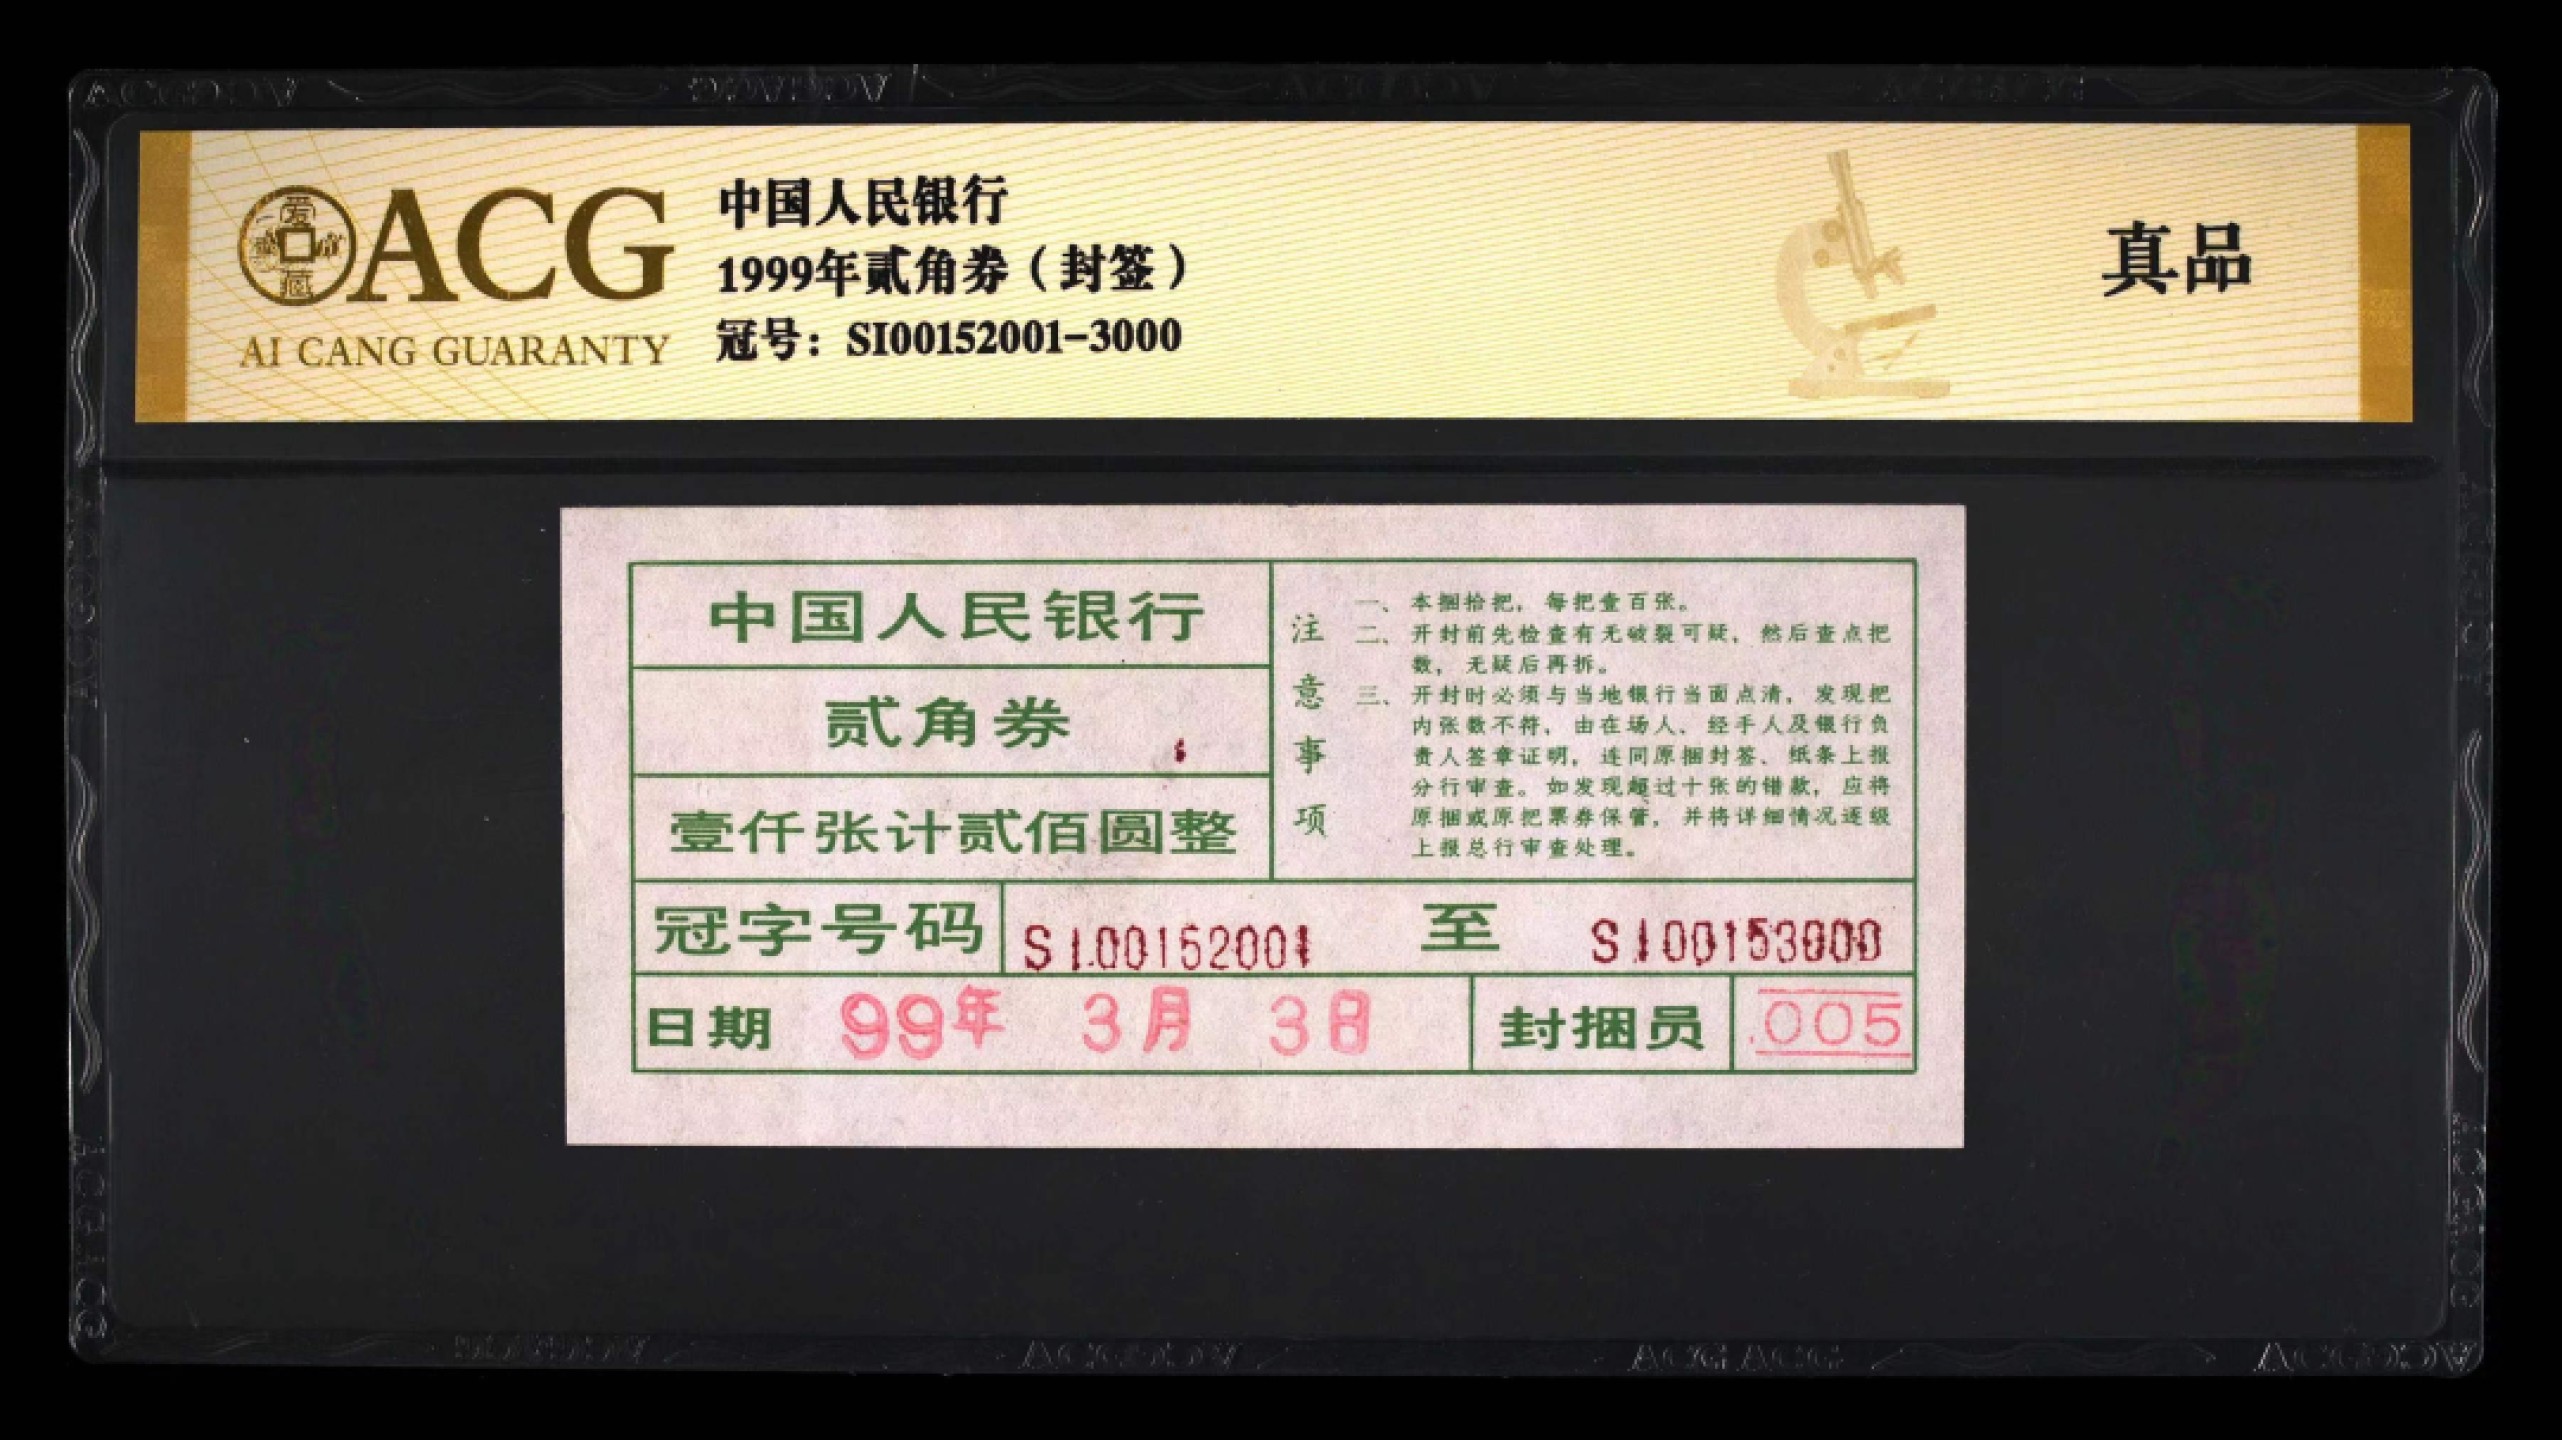 ACG
AI CANG GUARANTY
中国人民银行
1999年贰角券（封签）
冠号：SI00152001-3000
真品
中国人民银行
贰角券
壹仟张计贰佰圆整
注意事项
一、本捆拾把，每把壹百张。
二、开封前先检查有无破裂可疑，然后查点把
数，无疑后再拆。
三、开封时必须与当地银行当面点清，发现把
内张数不符，由在场人、经手人及银行负
责人签章证明，连同原捆封签、纸条上报
分行审查。如发现超过十张的错款，应将
原捆或原把票券保管，并将详细情况逐级
上报总行审查处理。
冠字号码 SI00152001 至 SI00153000
日期 99年 3月 3日 封捆员 005